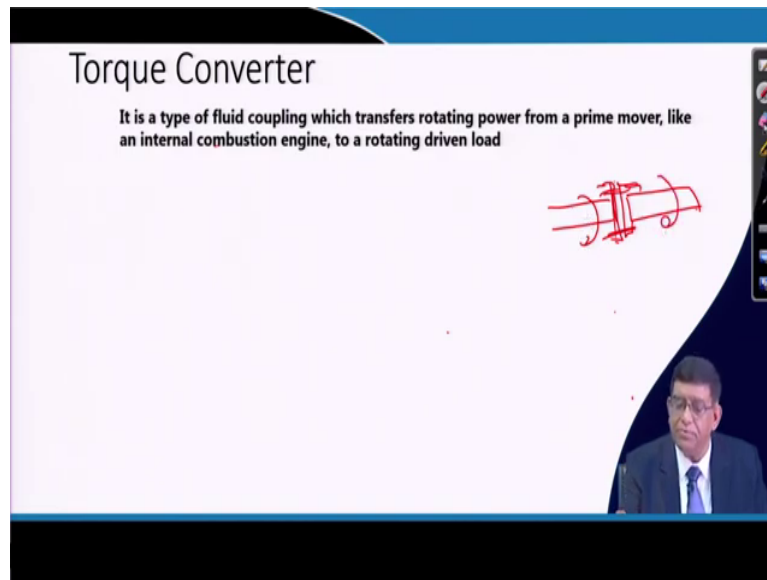 Torque Converter
It is a type of fluid coupling which transfers rotating power from a prime mover, like
an internal combustion engine, to a rotating driven load